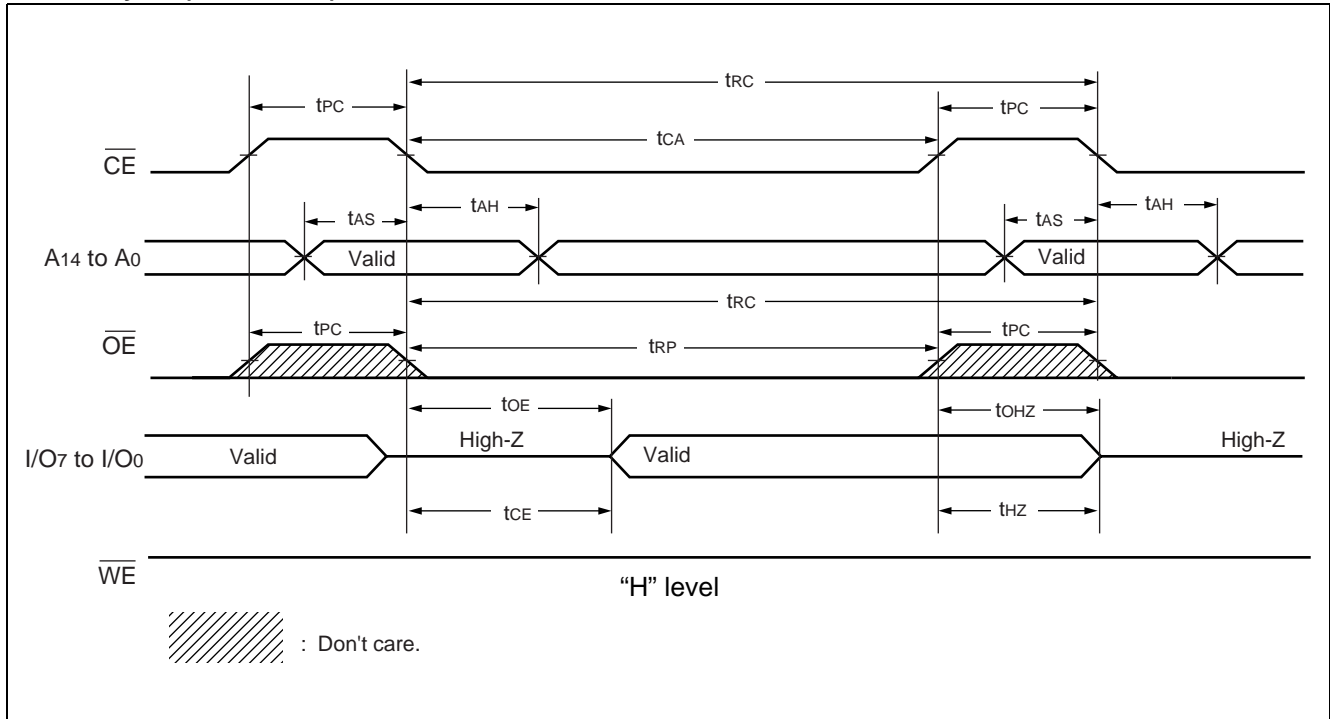 tRC
tPC
tPC
tCA
CE
tAS
tAH
tAS
tAH
A14 to A0
Valid
Valid
tRC
tPC
tPC
OE
tRP
tOE
tOHZ
High-Z
High-Z
I/O7 to I/O0
Valid
Valid
tCE
tHZ
WE
“H” level
: Don't care.